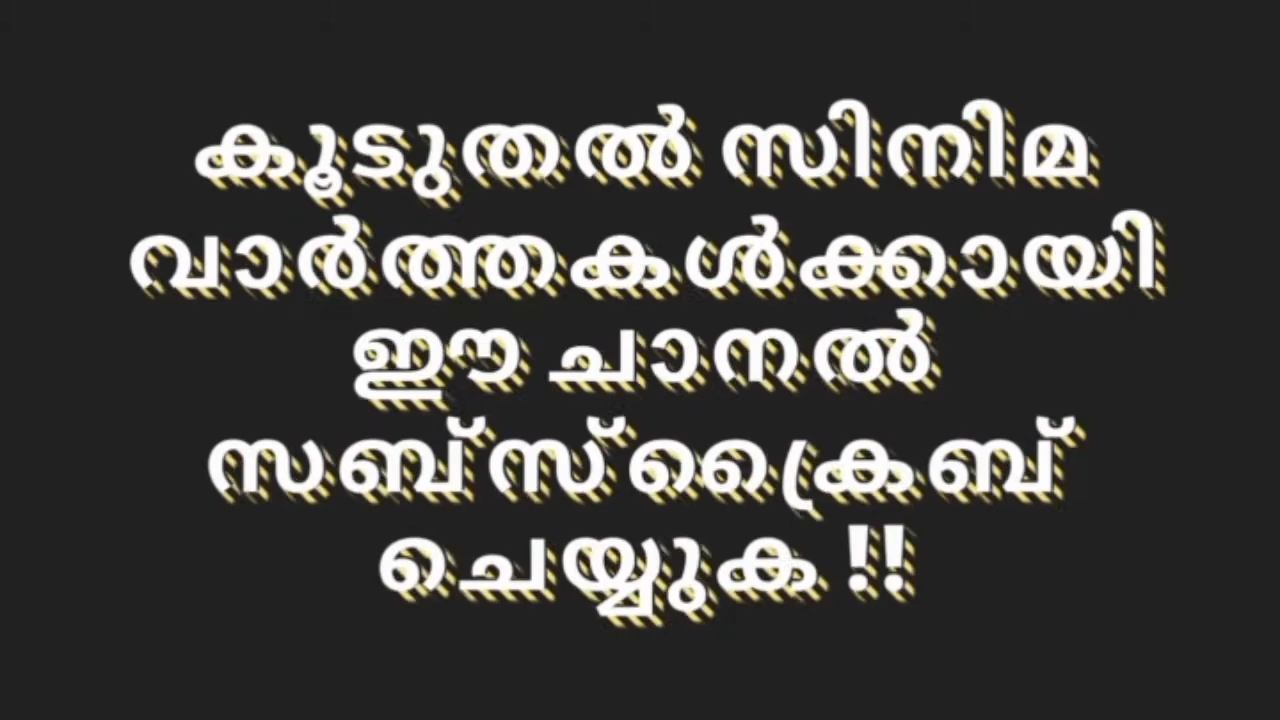 കൂടുതൽ സിനിമ
വാർത്തകൾക്കായി
ഈ ചാനൽ
സബ്സ്ക്രൈബ്
ചെയ്യുക !!